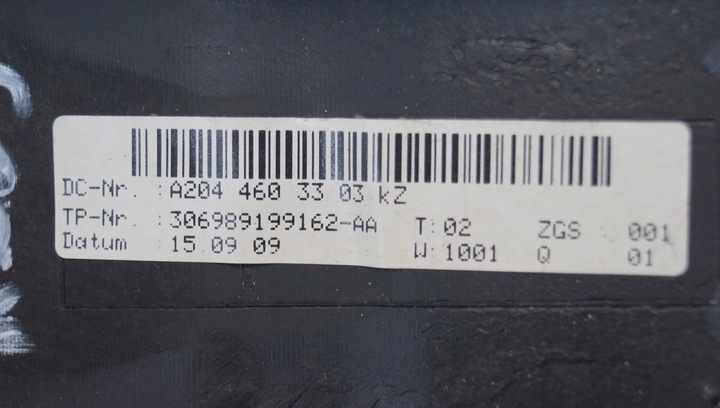 DC-Nr. :A204 460 33 03 kZ
TP-Nr. :306989199162-AA T:02 ZGS 001
Datum :15.09.09 W:1001 Q 01